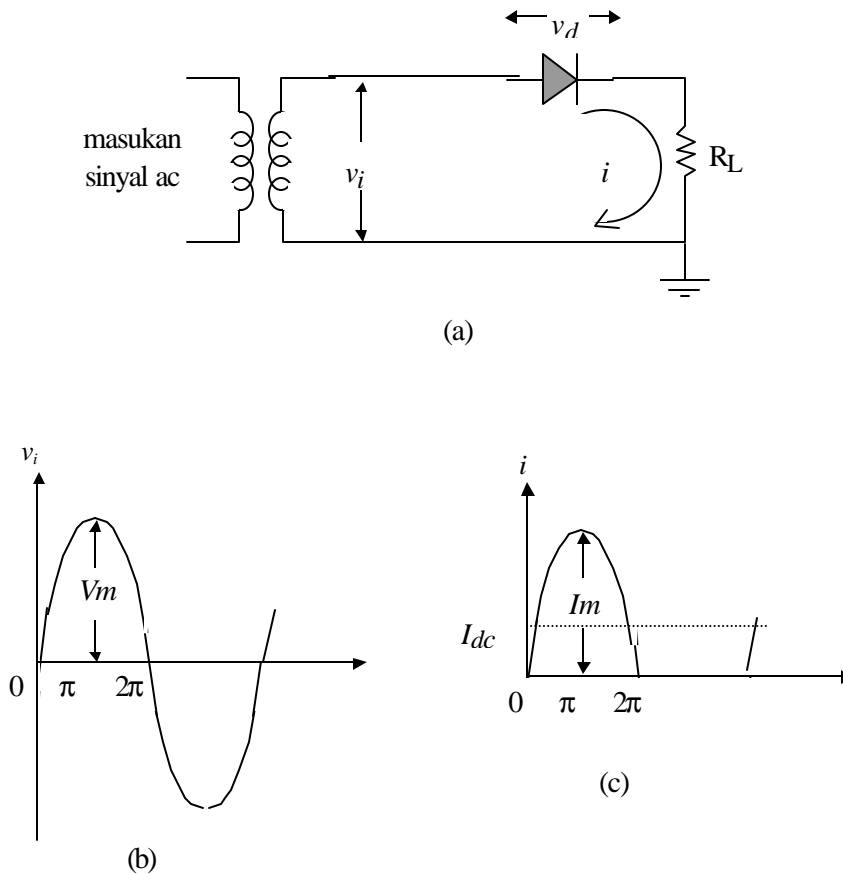 v_d
masukan
sinyal ac
v_i
i
R_L
(a)
v_i
Vm
0 π 2π
(b)
i
Im
I_dc
0 π 2π
(c)